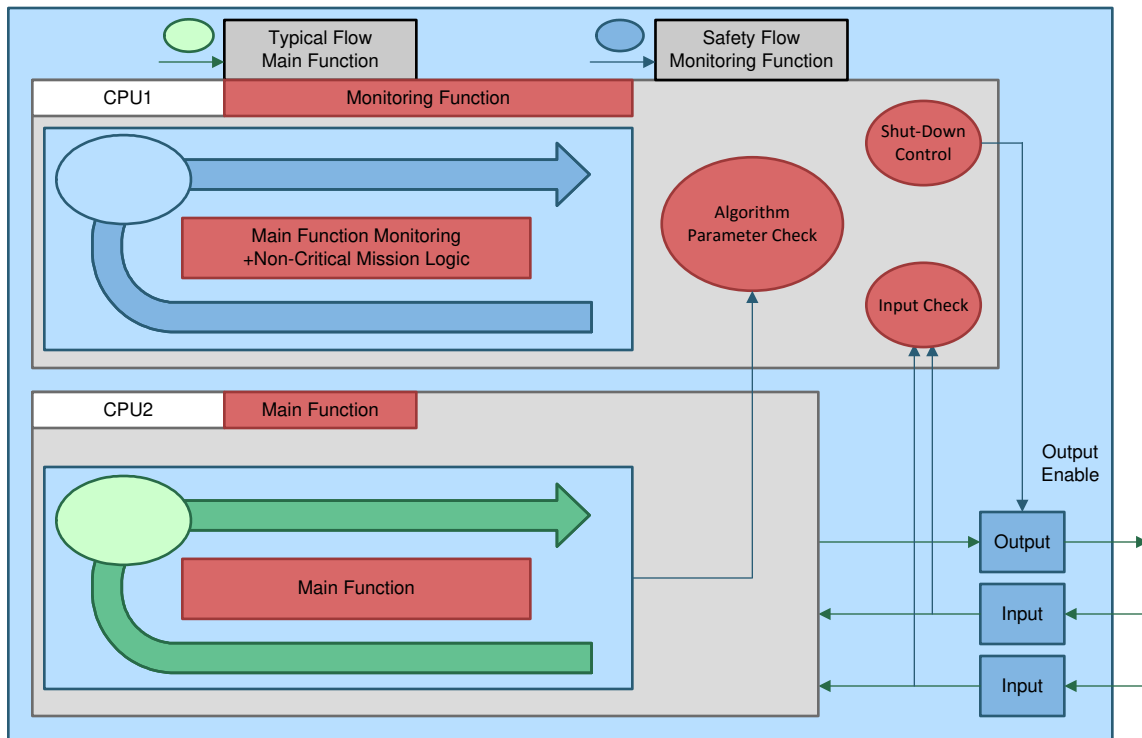 Typical Flow
Main Function
Safety Flow
Monitoring Function
CPU1
Monitoring Function
Shut-Down
Control
Algorithm
Parameter Check
Main Function Monitoring
+Non-Critical Mission Logic
Input Check
CPU2
Main Function
Output
Enable
Output
Main Function
Input
Input